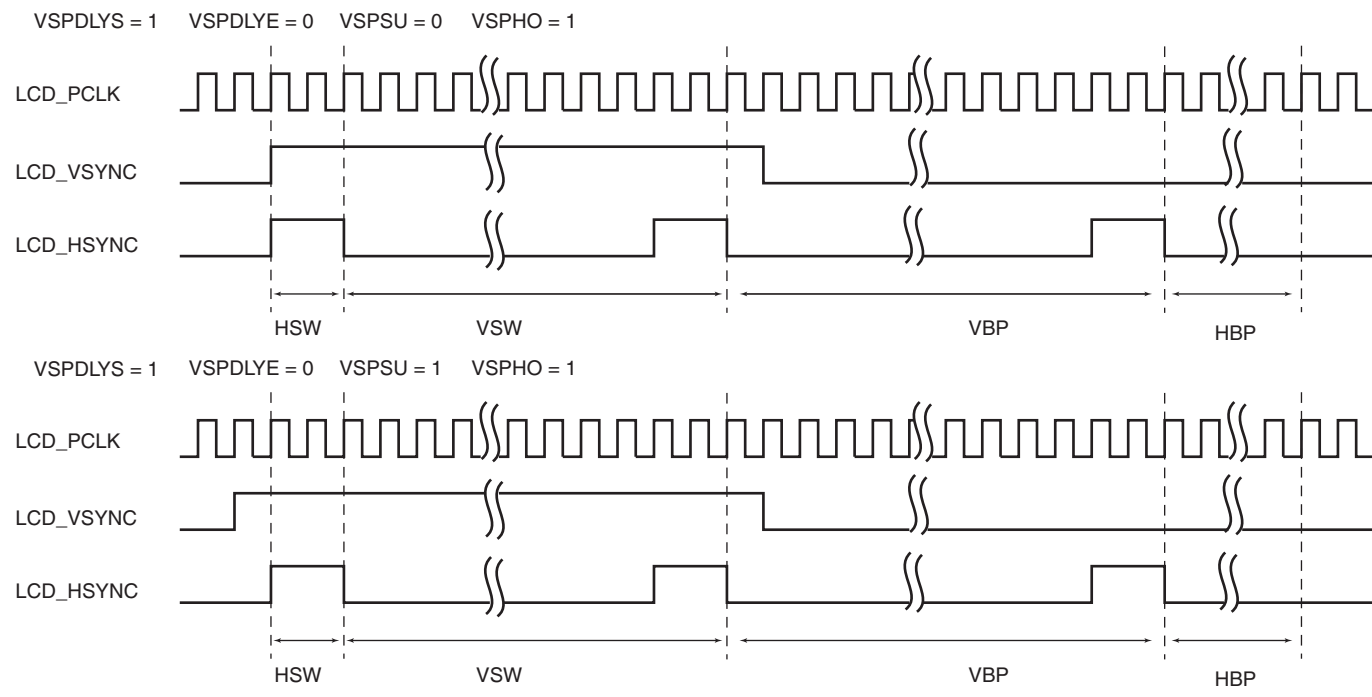 VSPDLYS = 1 VSPDLYE = 0 VSPSU = 0 VSPHO = 1
LCD_PCLK
LCD_VSYNC
LCD_HSYNC
HSW VSW VBP HBP
VSPDLYS = 1 VSPDLYE = 0 VSPSU = 1 VSPHO = 1
LCD_PCLK
LCD_VSYNC
LCD_HSYNC
HSW VSW VBP HBP